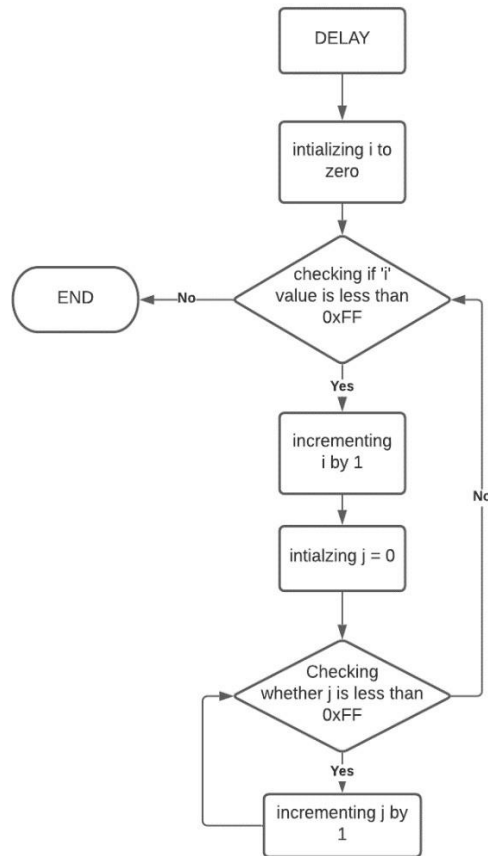 DELAY
intializing i to
zero
checking if 'i'
value is less than
0xFF
No
END
Yes
incrementing
i by 1
No
intialzing j = 0
Checking
whether j is less than
0xFF
Yes
incrementing j by
1